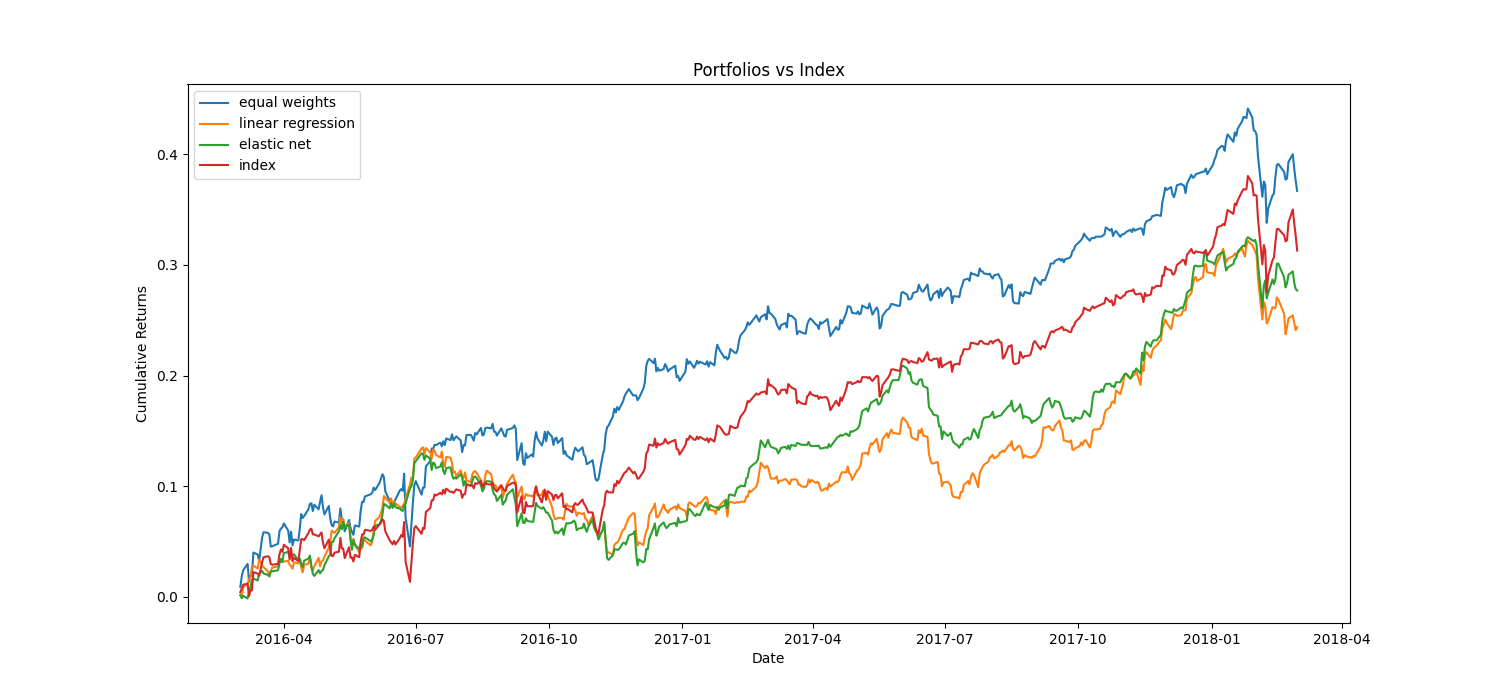 Portfolios vs Index
equal weights
linear regression
elastic net
index
Cumulative Returns
0.4
0.3
0.2
0.1
0.0
2016-04 2016-07 2016-10 2017-01 2017-04 2017-07 2017-10 2018-01 2018-04
Date